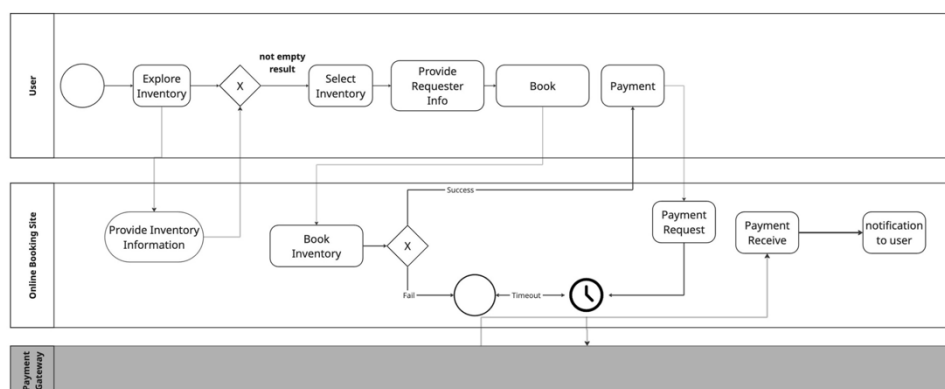 User
Explore
Inventory
X
not empty
result
Select
Inventory
Provide
Requester
Info
Book
Payment
Online Booking Site
Provide Inventory
Information
Book
Inventory
X
Success
Fail
Timeout
Payment
Request
Payment
Receive
notification
to user
Payment
Gateway